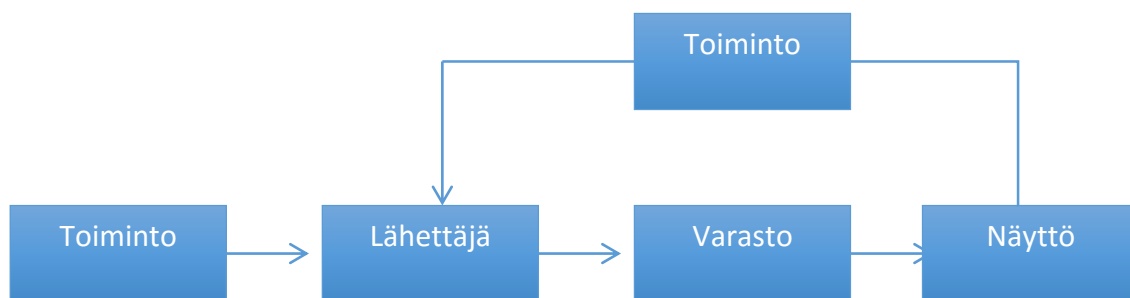 Toiminto
Toiminto
Lähettäjä
Varasto
Näyttö